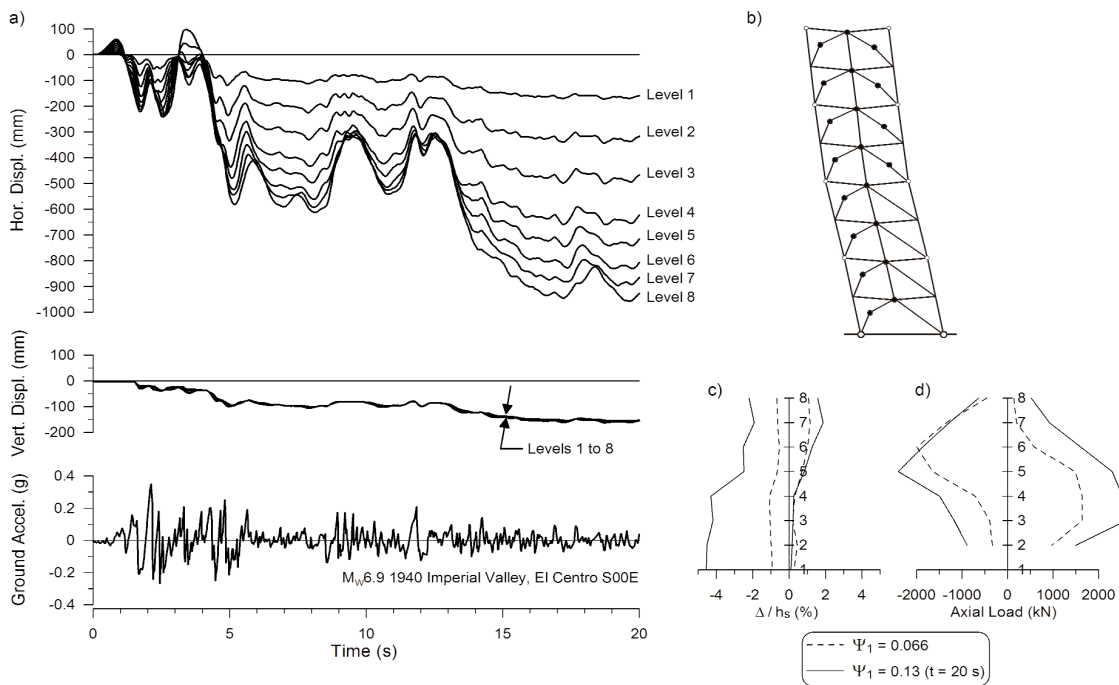 a)
Hor. Displ. (mm)
100
0
-100
-200
-300
-400
-500
-600
-700
-800
-900
-1000
Level 1
Level 2
Level 3
Level 4
Level 5
Level 6
Level 7
Level 8
Vert. Displ. (mm)
100
0
-100
-200
Levels 1 to 8
Ground Accel. (g)
0.4
0.2
0
-0.2
-0.4
M_W6.9 1940 Imperial Valley, El Centro S00E
0 5 10 15 20
Time (s)
b)
c)
8
7
6
5
4
3
2
1
-4 -2 0 2 4
Δ / h_s (%)
d)
8
7
6
5
4
3
2
1
-2000 -1000 0 1000 2000
Axial Load (kN)
Ψ_1 = 0.066
Ψ_1 = 0.13 (t = 20 s)